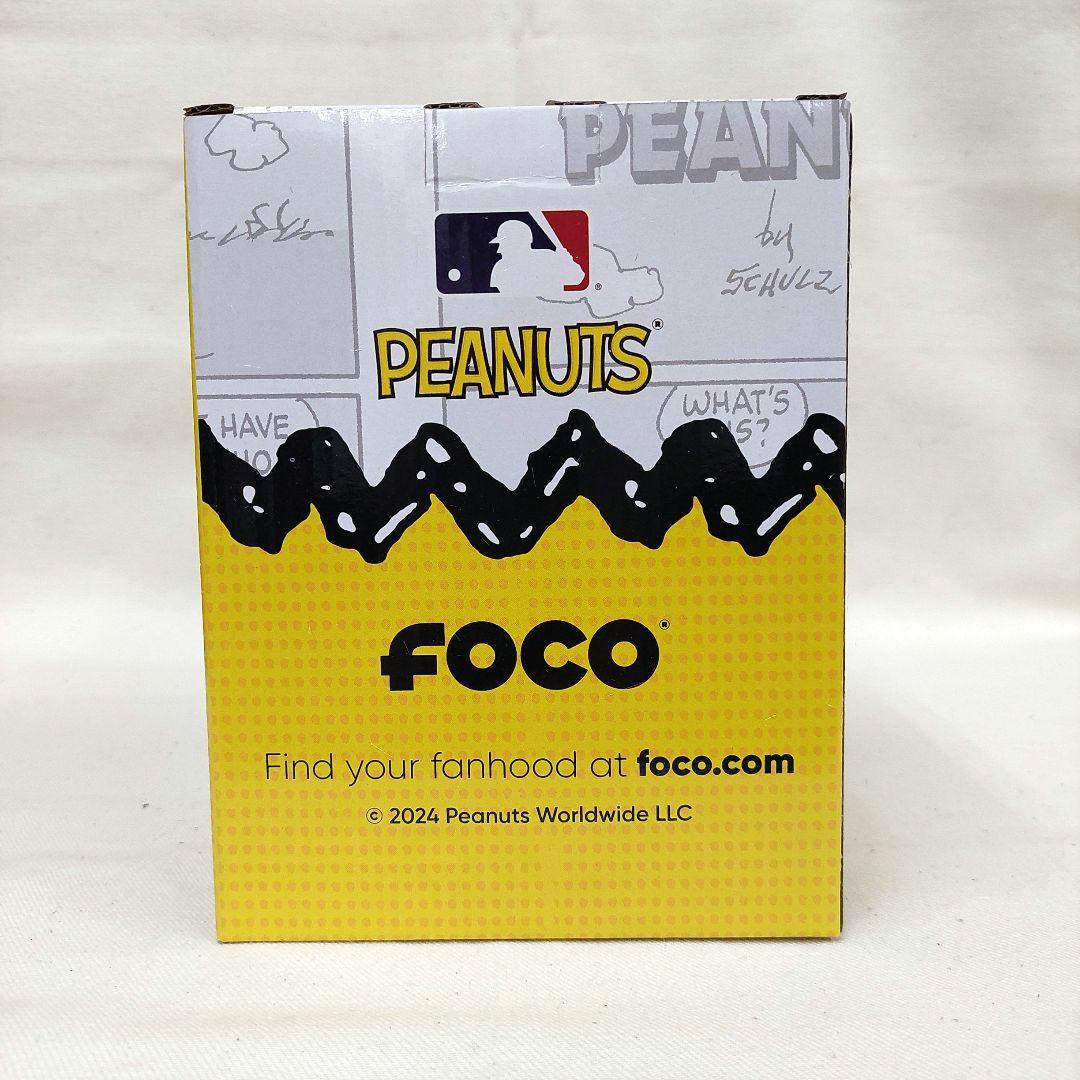 PEAN
by
SCHULZ
PEANUTS®
HAVE
WHAT'S
FOCO®
Find your fanhood at foco.com
© 2024 Peanuts Worldwide LLC